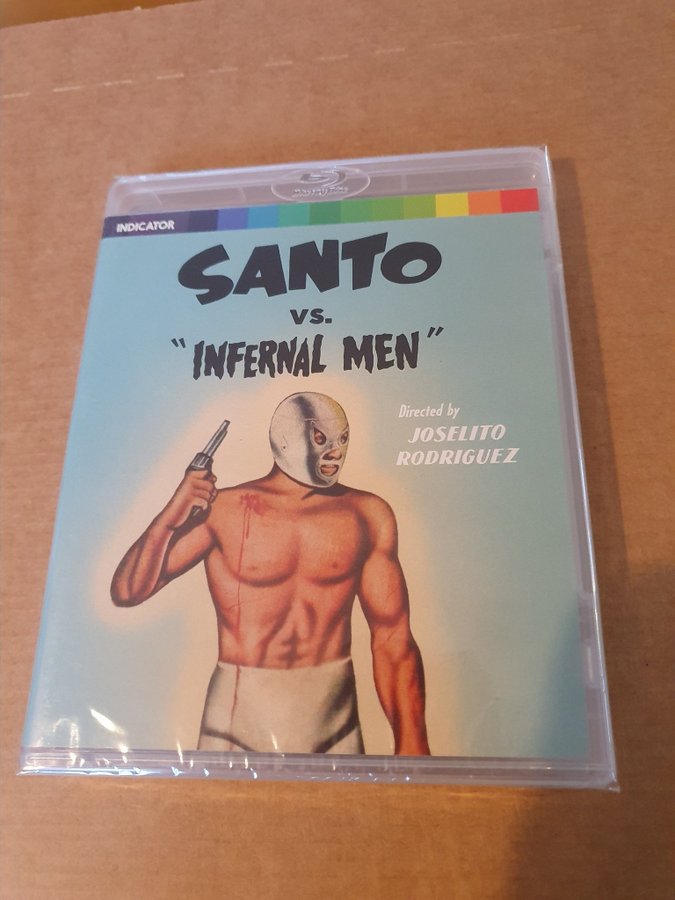 INDICATOR
SANTO
VS.
"INFERNAL MEN"
Directed by
JOSELITO
RODRIGUEZ